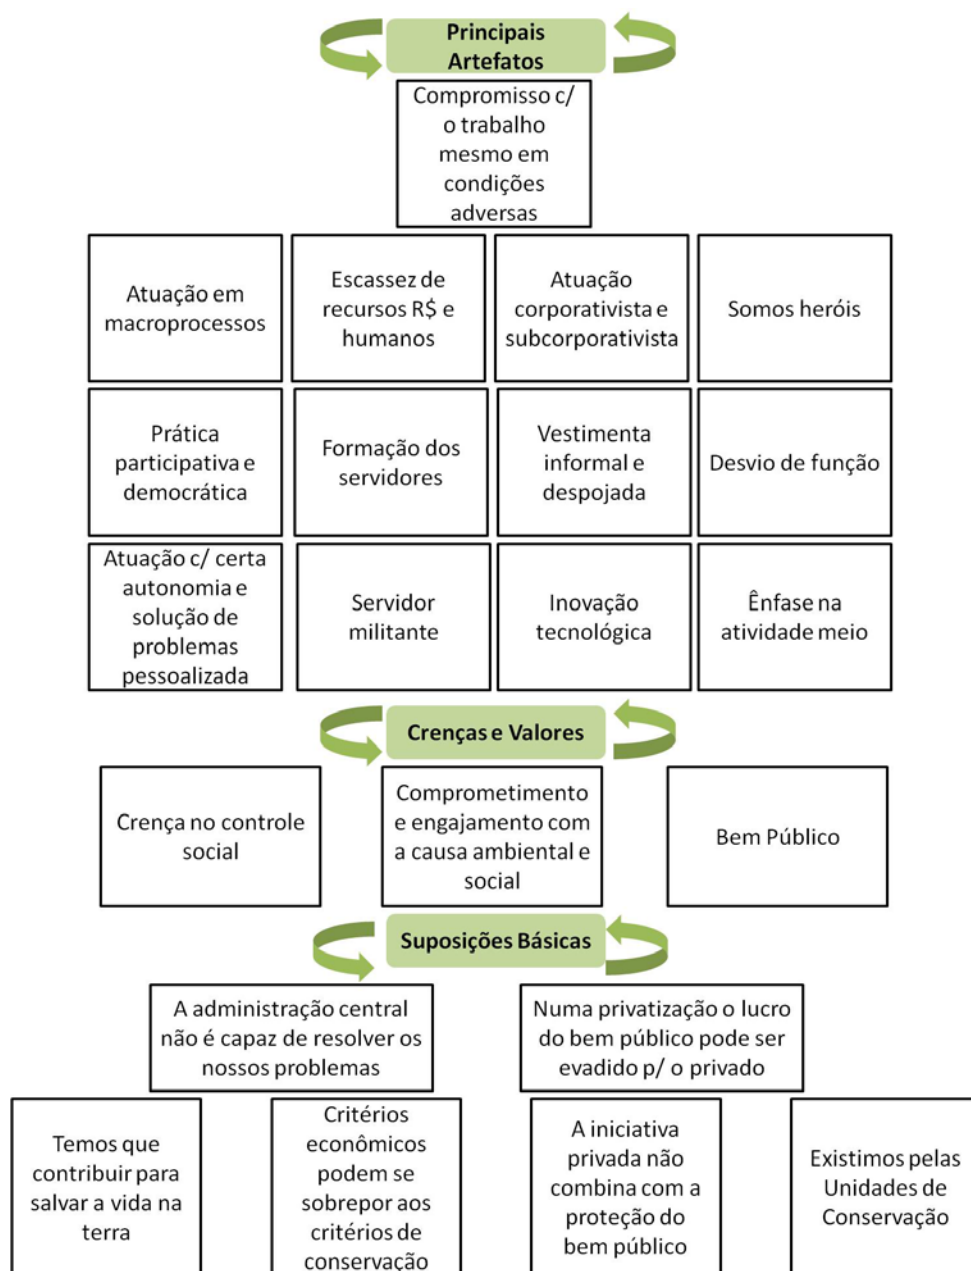 Principais
Artefatos
Compromisso c/
o trabalho
mesmo em
condições
adversas
Atuação em
macroprocessos
Escassez de
recursos R$ e
humanos
Atuação
corporativista e
subcorporativista
Somos heróis
Prática
participativa e
democrática
Formação dos
servidores
Vestimenta
informal e
despojada
Desvio de função
Atuação c/ certa
autonomia e
solução de
problemas
pessoalizada
Servidor
militante
Inovação
tecnológica
Ênfase na
atividade meio
Crenças e Valores
Crença no controle
social
Comprometimento
e engajamento com
a causa ambiental e
social
Bem Público
Suposições Básicas
A administração central
não é capaz de resolver os
nossos problemas
Numa privatização o lucro
do bem público pode ser
evadido p/ o privado
Temos que
contribuir para
salvar a vida na
terra
Critérios
econômicos
podem se
sobrepor aos
critérios de
conservação
A iniciativa
privada não
combina com a
proteção do
bem público
Existimos pelas
Unidades de
Conservação